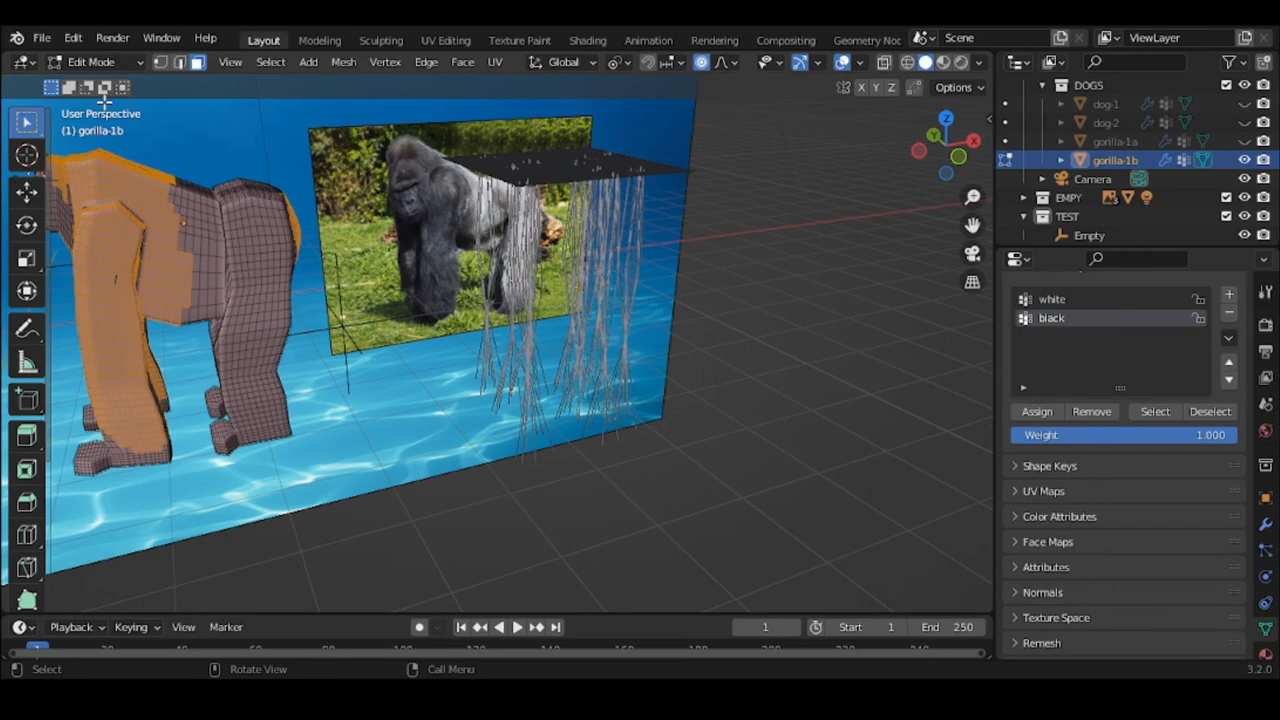 File Edit Render Window Help Layout Modeling Sculpting UV Editing Texture Paint Shading Animation Rendering Compositing Geometry Noc Scene ViewLayer
Edit Mode View Select Add Mesh Vertex Edge Face UV Global
X Y Z Options
User Perspective
(1) gorilla-1b
Z
Y
X
DOGS
dog-1
dog-2
gorilla-1a
gorilla-1b
Camera
EMPY
TEST
Empty
white
black
Assign Remove Select Deselect
Weight 1.000
Shape Keys
UV Maps
Color Attributes
Face Maps
Attributes
Normals
Texture Space
Remesh
Playback Keying View Marker 1 Start 1 End 250
1
Select Rotate View Call Menu 3.2.0